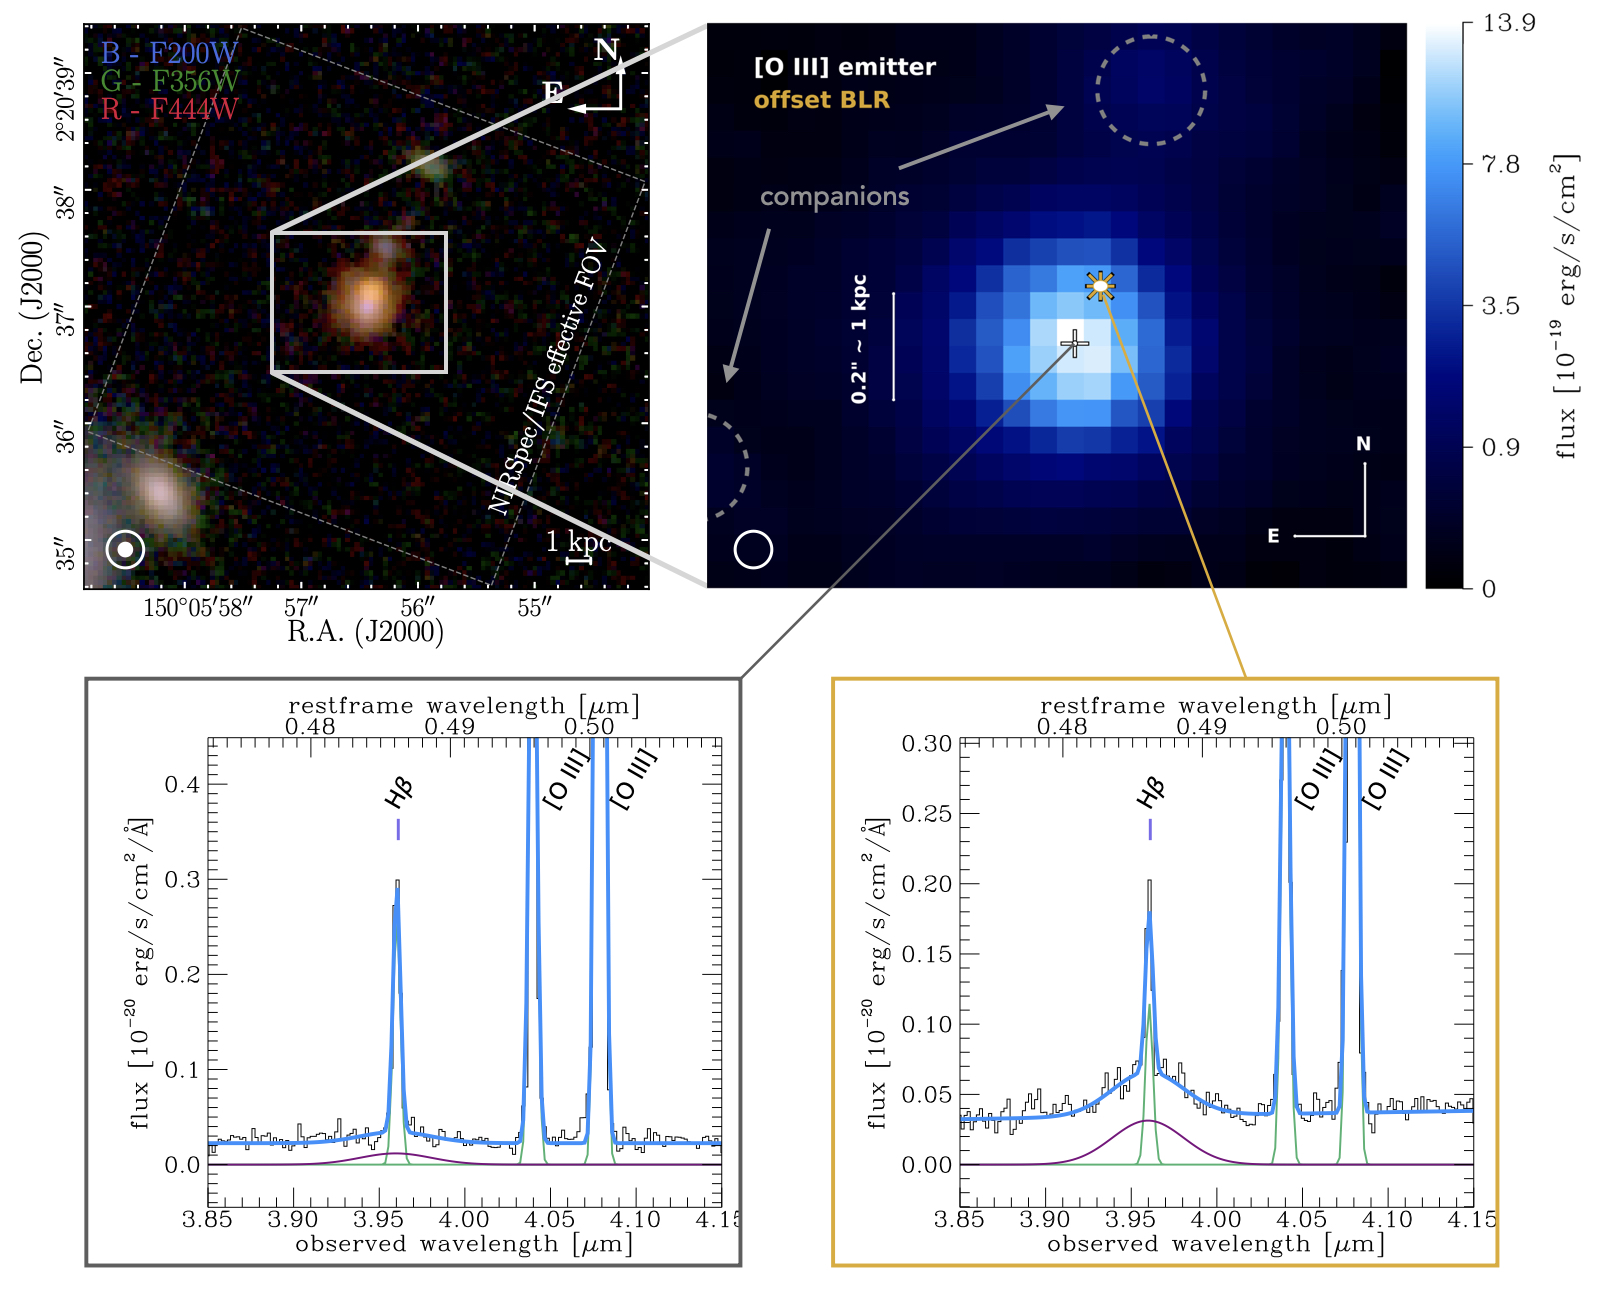 B - F200W
G - F356W
R - F444W
N
E
NIRSpec/IFS effective FOV
1 kpc
Dec. (J2000)
2°20′39″
38″
37″
36″
35″
150°05′58″
57″
56″
55″
R.A. (J2000)
[O III] emitter
offset BLR
companions
0.2" ~ 1 kpc
N
E
13.9
7.8
3.5
0.9
0
flux [10⁻¹⁹ erg/s/cm²]
restframe wavelength [μm]
0.48 0.49 0.50
Hβ
[O III]
[O III]
0.4
0.3
0.2
0.1
0.0
flux [10⁻²⁰ erg/s/cm²/Å]
3.85 3.90 3.95 4.00 4.05 4.10 4.15
observed wavelength [μm]
restframe wavelength [μm]
0.48 0.49 0.50
Hβ
[O III]
[O III]
0.30
0.25
0.20
0.15
0.10
0.05
0.00
flux [10⁻²⁰ erg/s/cm²/Å]
3.85 3.90 3.95 4.00 4.05 4.10 4.15
observed wavelength [μm]